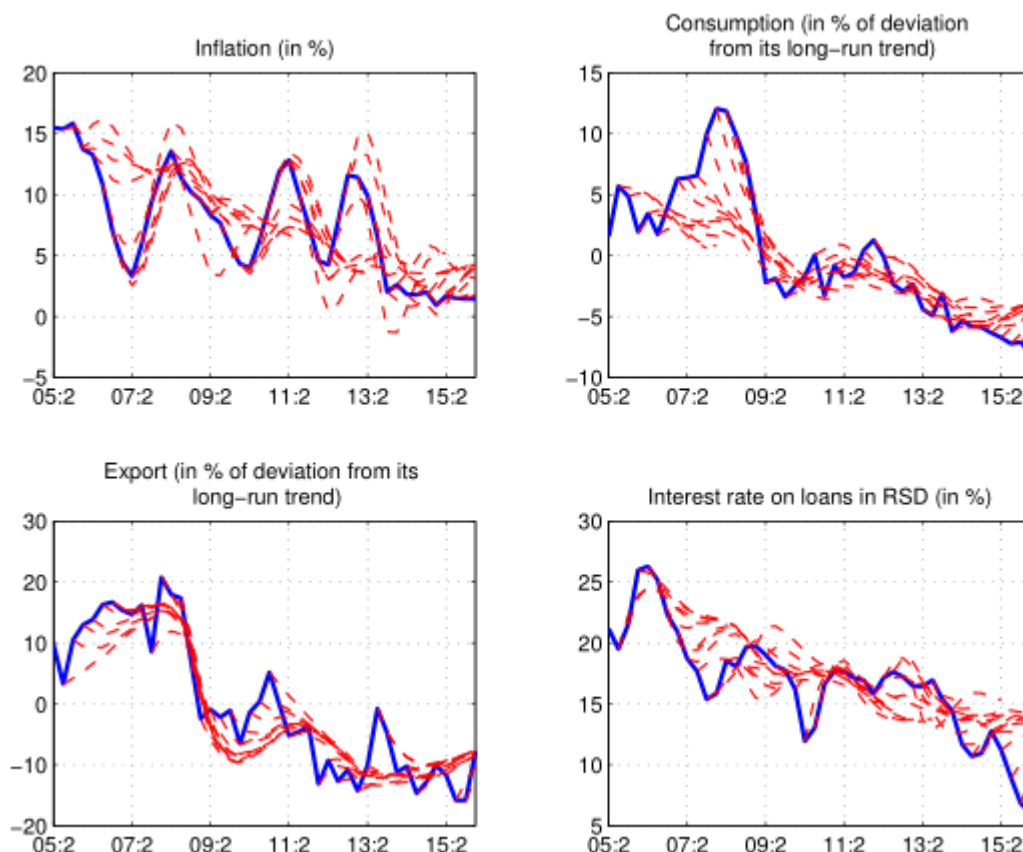 Inflation (in %)
20
15
10
5
0
−5
05:2 07:2 09:2 11:2 13:2 15:2
Consumption (in % of deviation
from its long−run trend)
15
10
5
0
−5
−10
05:2 07:2 09:2 11:2 13:2 15:2
Export (in % of deviation from its
long−run trend)
30
20
10
0
−10
−20
05:2 07:2 09:2 11:2 13:2 15:2
Interest rate on loans in RSD (in %)
30
25
20
15
10
5
05:2 07:2 09:2 11:2 13:2 15:2